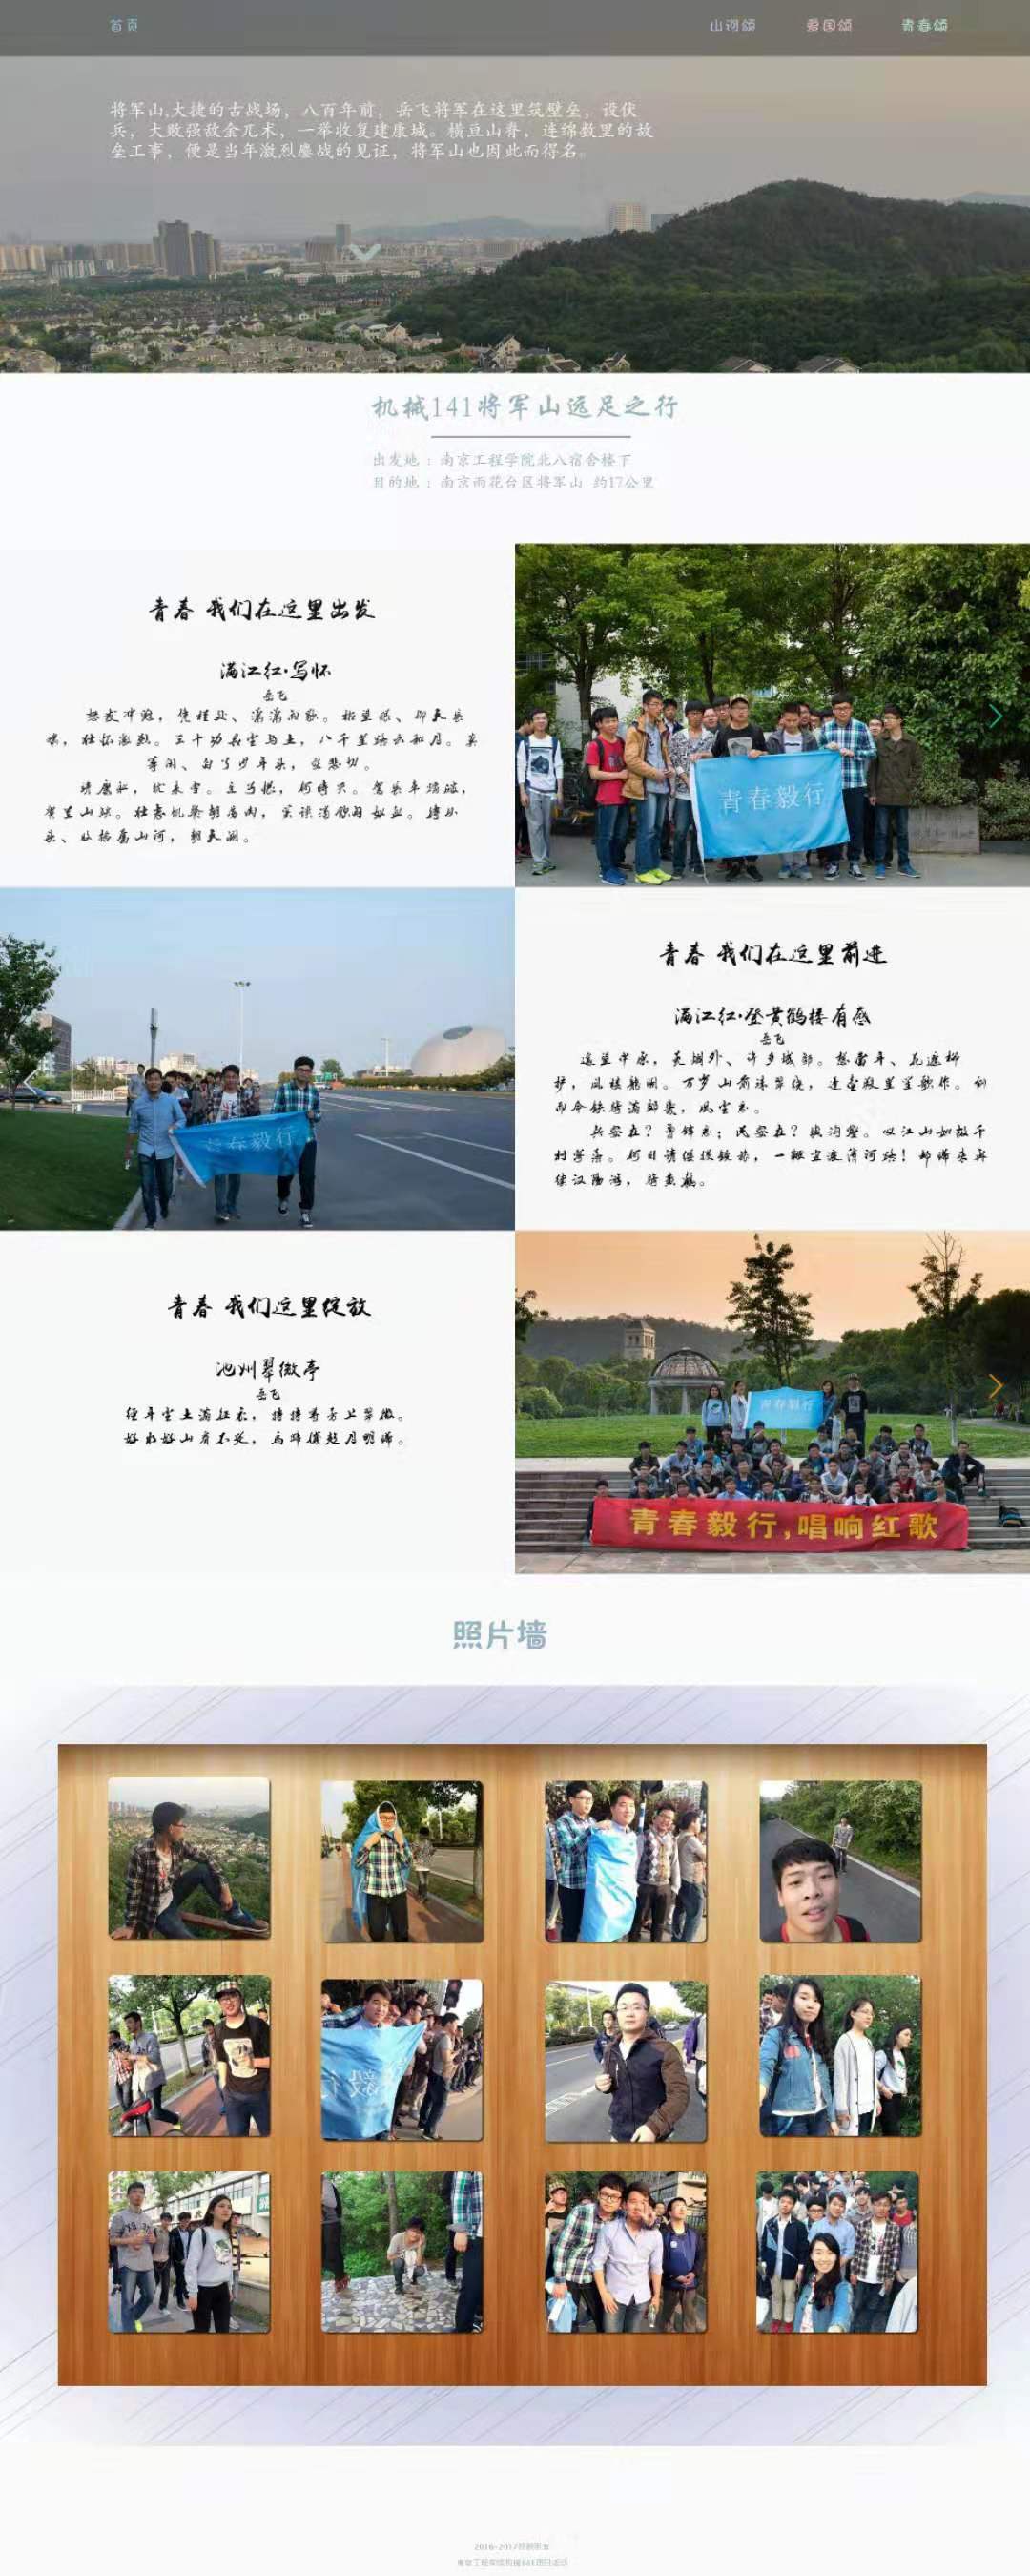 首页
山河颂
爱国颂
青春颂
将军山,大捷的古战场，八百年前，岳飞将军在这里筑壁垒，设伏
兵，大败强敌金兀术，一举收复建康城。横亘山脊，连绵数里的故
垒工事，便是当年激烈鏖战的见证，将军山也因此而得名。
机械141将军山远足之行
出发地：南京工程学院北八宿舍楼下
目的地：南京雨花台区将军山 约17公里
青春 我们在这里出发
满江红·写怀
岳飞
怒发冲冠，凭栏处、潇潇雨歇。抬望眼、仰天长
啸，壮怀激烈。三十功名尘与土，八千里路云和月。莫
等闲、白了少年头，空悲切。
靖康耻，犹未雪。臣子恨，何时灭。驾长车踏破，
贺兰山缺。壮志饥餐胡虏肉，笑谈渴饮匈奴血。待从
头、收拾旧山河，朝天阙。
青春毅行
青春毅行
青春 我们在这里前进
满江红·登黄鹤楼有感
岳飞
遥望中原，荒烟外、许多城郭。想当年、花遮柳
护，凤楼龙阁。万岁山前珠翠绕，蓬壶殿里笙歌作。到
而今铁骑满郊畿，风尘恶。
兵安在？膏锋锷；民安在？填沟壑。叹江山如故千
村寥落。何日请缨提锐旅，一鞭直渡清河洛！却归来再
续汉阳游，骑黄鹤。
青春 我们这里绽放
池州翠微亭
岳飞
经年尘土满征衣，特特寻芳上翠微。
好水好山看不足，马蹄催趁月明归。
青春毅行
青春毅行,唱响红歌
照片墙